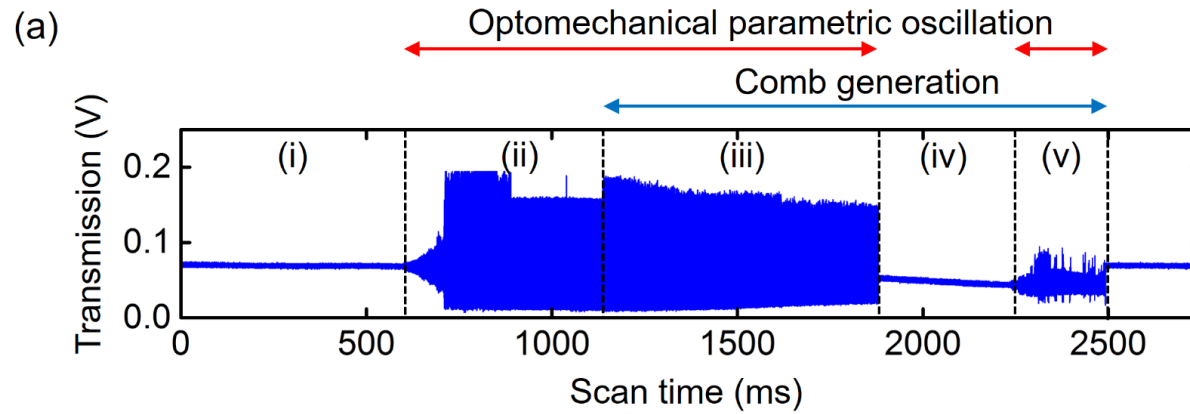 (a)
Optomechanical parametric oscillation
Comb generation
Transmission (V)
0.2
0.1
0.0
(i)
(ii)
(iii)
(iv)
(v)
0
500
1000
1500
2000
2500
Scan time (ms)